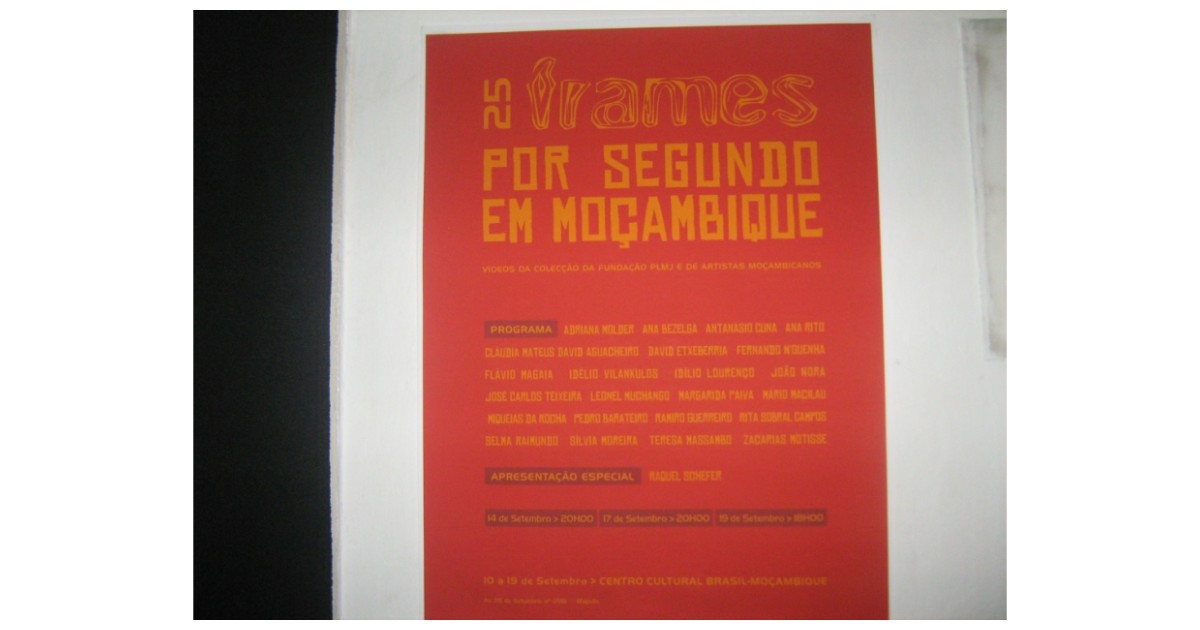 25 frames
POR SEGUNDO
EM MOÇAMBIQUE
VÍDEOS DA COLECÇÃO DA FUNDAÇÃO PLMJ E DE ARTISTAS MOÇAMBICANOS
PROGRAMA ADRIANA MOLDER ANA BEZELGA ANTANÁSIO CUNA ANA RITO
CLÁUDIA MATEUS DAVID AGUACHEIRO DAVID ETXEBERRIA FERNANDO N'QUENHA
FLÁVIO MAGAIA IDÉLIO VILANKULOS IDÍLIO LOURENÇO JOÃO NORA
JOSÉ CARLOS TEIXEIRA LEONEL MUCHANGO MARGARIDA PAIVA MÁRIO MACILAU
MIQUEIAS DA ROCHA PEDRO BARATEIRO RAMIRO GUERREIRO RITA SOBRAL CAMPOS
SELMA RAIMUNDO SÍLVIA MOREIRA TERESA MASSANGO ZACARIAS MOTISSE
APRESENTAÇÃO ESPECIAL RAQUEL SCHEFER
14 de Setembro > 20H00 17 de Setembro > 20H00 19 de Setembro > 18H00
10 a 19 de Setembro > CENTRO CULTURAL BRASIL-MOÇAMBIQUE